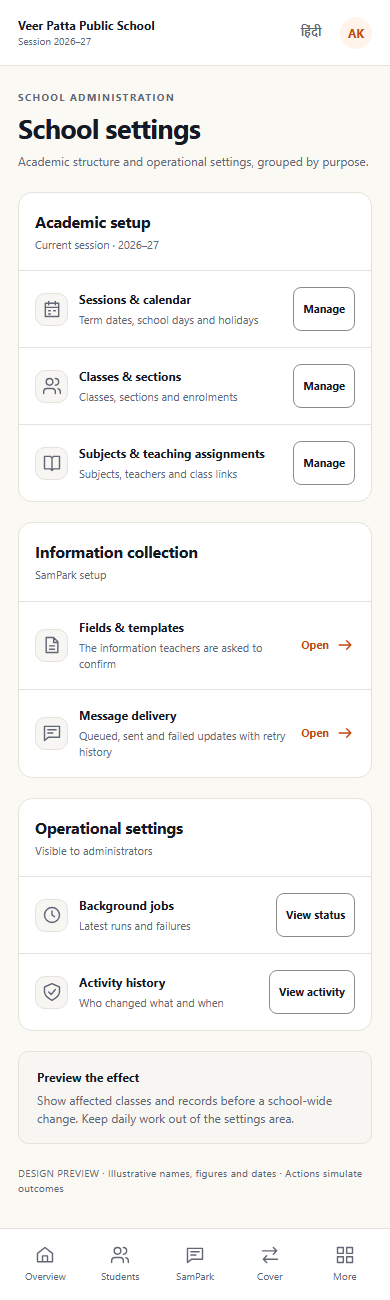 Veer Patta Public School
Session 2026–27
हिंदी
AK
SCHOOL ADMINISTRATION
School settings
Academic structure and operational settings, grouped by purpose.
Academic setup
Current session · 2026–27
Sessions & calendar
Term dates, school days and holidays
Manage
Classes & sections
Classes, sections and enrolments
Manage
Subjects & teaching assignments
Subjects, teachers and class links
Manage
Information collection
SamPark setup
Fields & templates
The information teachers are asked to
confirm
Open
Message delivery
Queued, sent and failed updates with retry
history
Open
Operational settings
Visible to administrators
Background jobs
Latest runs and failures
View status
Activity history
Who changed what and when
View activity
Preview the effect
Show affected classes and records before a school-wide
change. Keep daily work out of the settings area.
DESIGN PREVIEW · Illustrative names, figures and dates · Actions simulate
outcomes
Overview
Students
SamPark
Cover
More